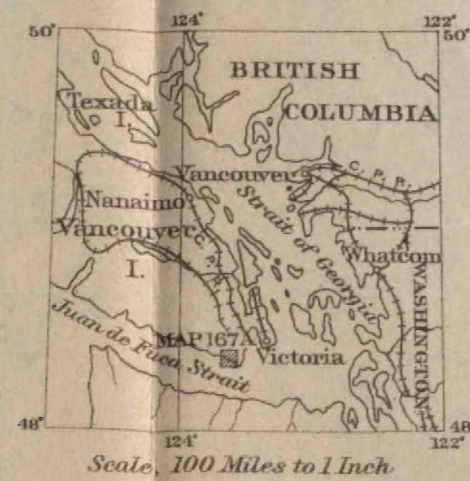 124° 122°
50° 50°
BRITISH
COLUMBIA
Texada
I.
Vancouver
C. P. R.
Nanaimo
Strait of Georgia
Vancouver
C. P. R.
Whatcom
I.
WASHINGTON
Juan de Fuca Strait
MAP 167A
Victoria
48° 48°
124° 122°
Scale, 100 Miles to 1 Inch